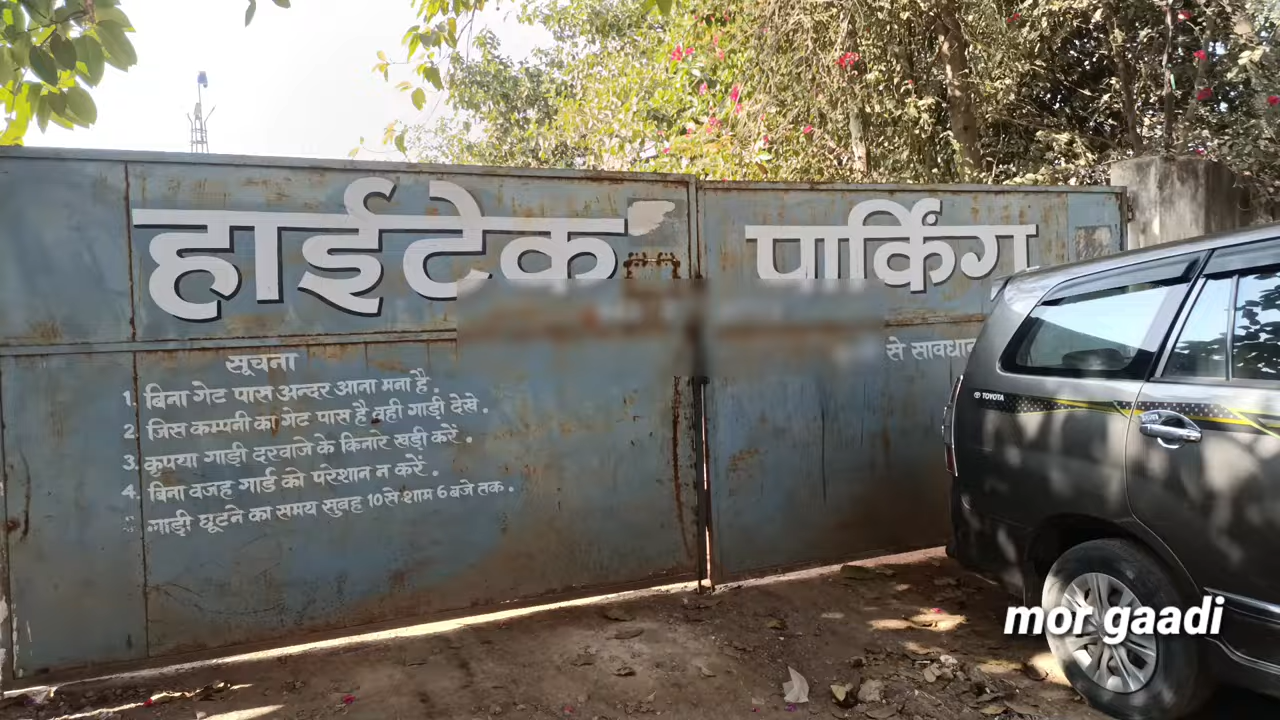 हाईटेक पार्किंग
सूचना
1. बिना गेट पास अन्दर आना मना है.
2. जिस कम्पनी का गेट पास है वही गाड़ी देखे.
3. कृपया गाड़ी दरवाजे के किनारे खड़ी करें.
4. बिना वजह गार्ड को परेशान न करें.
गाड़ी छूटने का समय सुबह 10 से शाम 6 बजे तक.
से सावधान
TOYOTA
mor gaadi